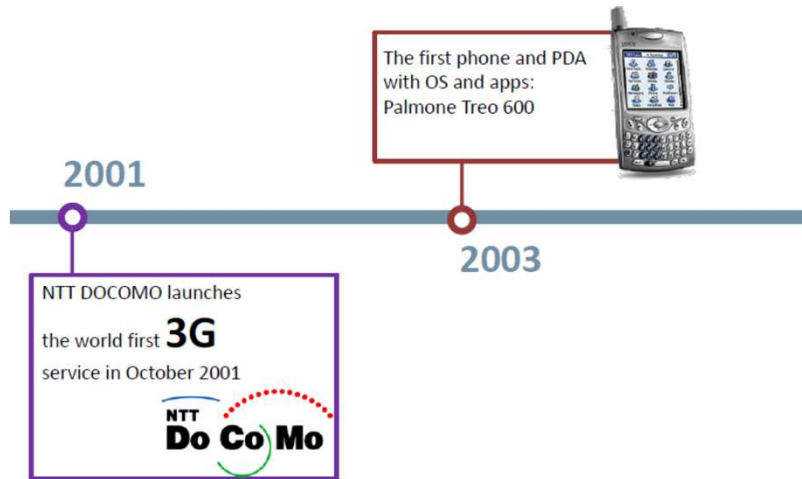 2001
NTT DOCOMO launches
the world first 3G
service in October 2001
NTT
Do Co Mo
The first phone and PDA
with OS and apps:
Palmone Treo 600
2003